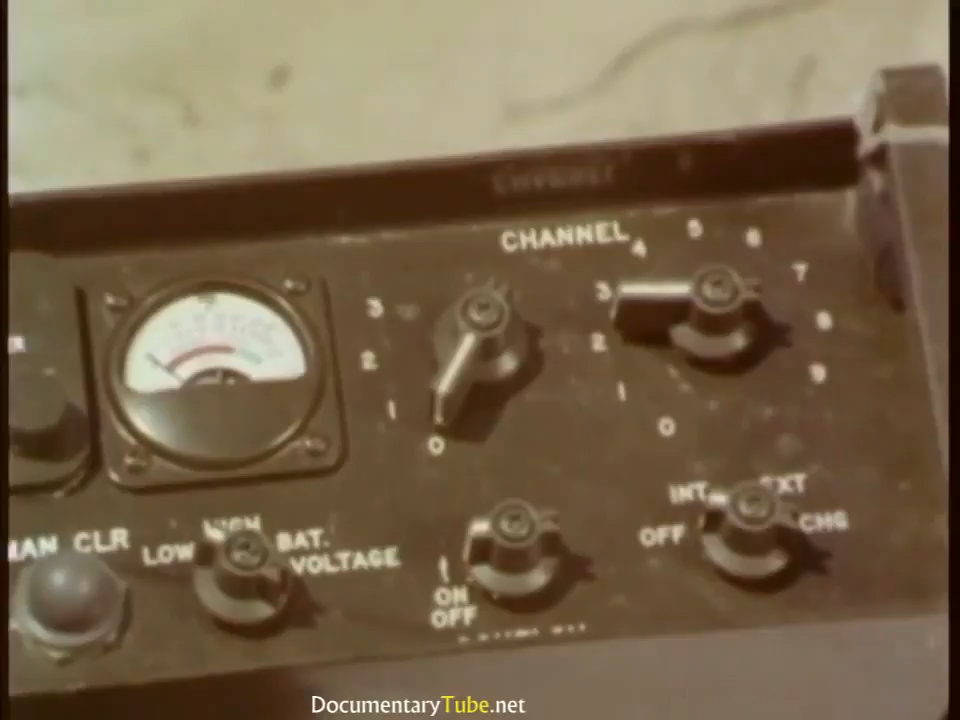 CHANNEL
4 5 6 7
3 3 8
2 2 9
1 1
0 0
INT EXT
MAN CLR HIGH
LOW BAT. OFF CHG
VOLTAGE
ON
OFF
DocumentaryTube.net